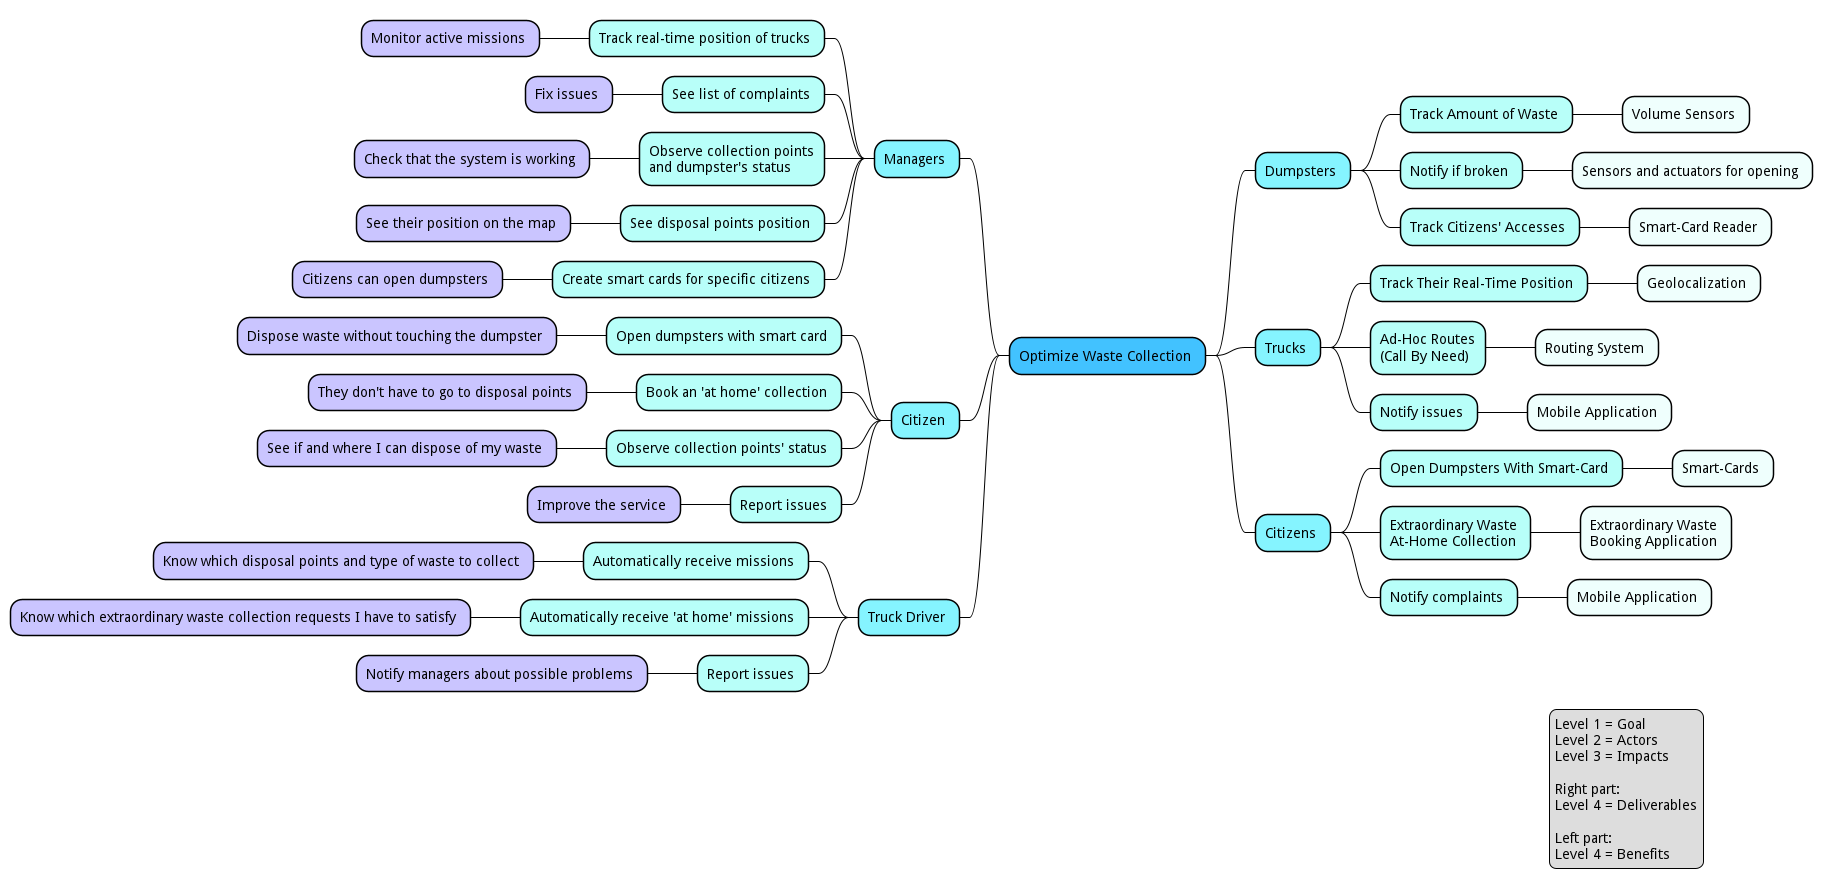 Monitor active missions
Track real-time position of trucks
Fix issues
See list of complaints
Check that the system is working
Observe collection points
and dumpster's status
See their position on the map
See disposal points position
Citizens can open dumpsters
Create smart cards for specific citizens
Managers
Dispose waste without touching the dumpster
Open dumpsters with smart card
They don't have to go to disposal points
Book an 'at home' collection
See if and where I can dispose of my waste
Observe collection points' status
Improve the service
Report issues
Citizen
Know which disposal points and type of waste to collect
Automatically receive missions
Know which extraordinary waste collection requests I have to satisfy
Automatically receive 'at home' missions
Notify managers about possible problems
Report issues
Truck Driver
Optimize Waste Collection
Dumpsters
Track Amount of Waste
Volume Sensors
Notify if broken
Sensors and actuators for opening
Track Citizens' Accesses
Smart-Card Reader
Trucks
Track Their Real-Time Position
Geolocalization
Ad-Hoc Routes
(Call By Need)
Routing System
Notify issues
Mobile Application
Citizens
Open Dumpsters With Smart-Card
Smart-Cards
Extraordinary Waste
At-Home Collection
Extraordinary Waste
Booking Application
Notify complaints
Mobile Application
Level 1 = Goal
Level 2 = Actors
Level 3 = Impacts
Right part:
Level 4 = Deliverables
Left part:
Level 4 = Benefits